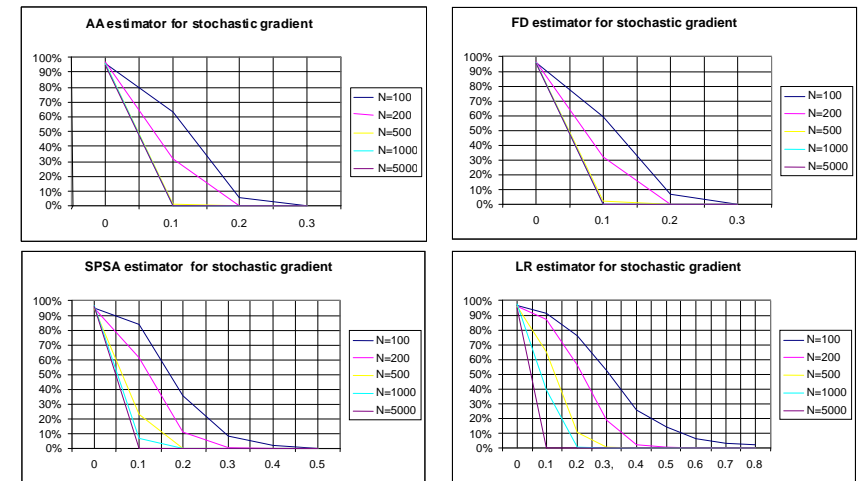 AA estimator for stochastic gradient
100%
90%
80%
70%
60%
50%
40%
30%
20%
10%
0%
0 0.1 0.2 0.3
N=100
N=200
N=500
N=1000
N=5000
FD estimator for stochastic gradient
100%
90%
80%
70%
60%
50%
40%
30%
20%
10%
0%
0 0.1 0.2 0.3
N=100
N=200
N=500
N=1000
N=5000
SPSA estimator for stochastic gradient
100%
90%
80%
70%
60%
50%
40%
30%
20%
10%
0%
0 0.1 0.2 0.3 0.4 0.5
N=100
N=200
N=500
N=1000
N=5000
LR estimator for stochastic gradient
100%
90%
80%
70%
60%
50%
40%
30%
20%
10%
0%
0 0.1 0.2 0.3, 0.4 0.5 0.6 0.7 0.8
N=100
N=200
N=500
N=1000
N=5000